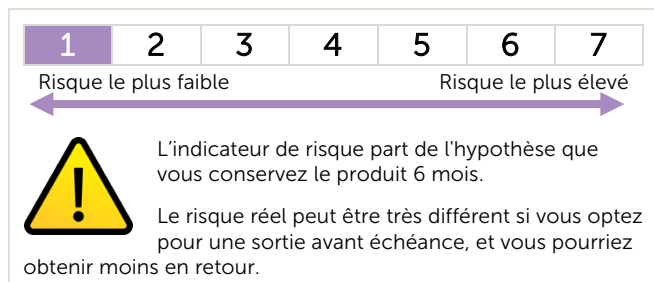 1 2 3 4 5 6 7
Risque le plus faible Risque le plus élevé
L'indicateur de risque part de l'hypothèse que
vous conservez le produit 6 mois.
Le risque réel peut être très différent si vous optez
pour une sortie avant échéance, et vous pourriez
obtenir moins en retour.